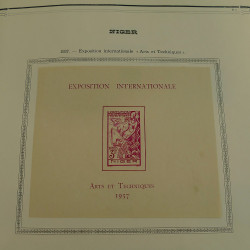 NIGER
1937 — Exposition Internationale (Arts et Techniques)
EXPOSITION INTERNATIONALE
ARTS ET TECHNIQUES
1937